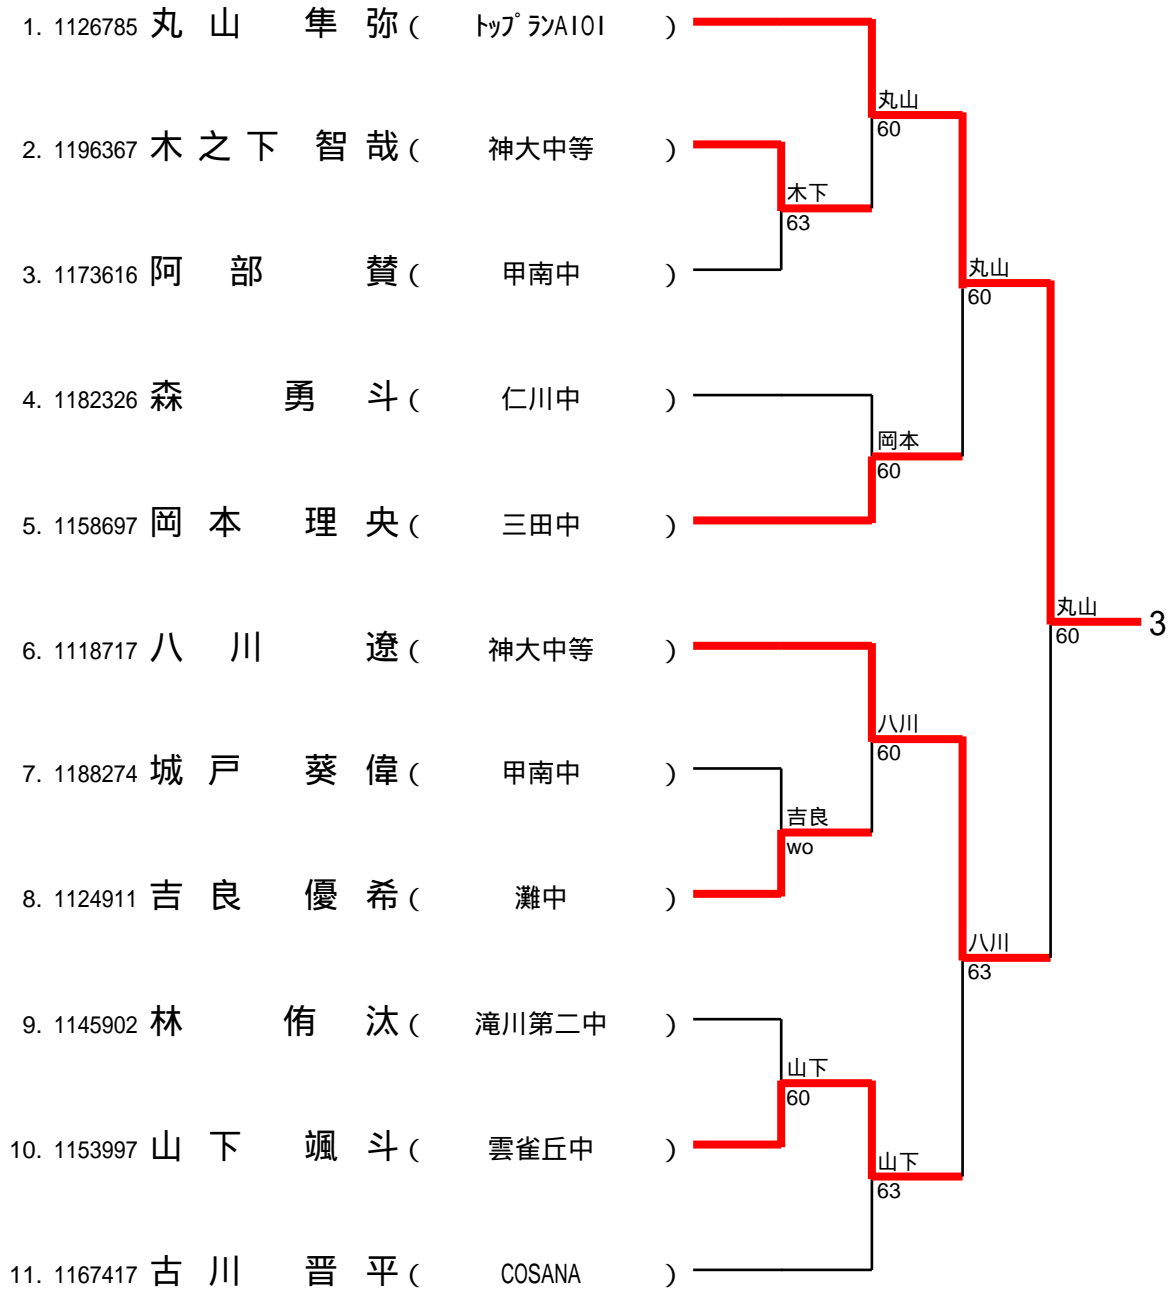 1. 1126785 丸 山 隼 弥 ( ﾄｯﾌﾟﾗﾝAIOI )
丸山
60
2. 1196367 木 之 下 智 哉 ( 神大中等 )
木下
63
3. 1173616 阿 部 賛 ( 甲南中 )
丸山
60
4. 1182326 森 勇 斗 ( 仁川中 )
岡本
60
5. 1158697 岡 本 理 央 ( 三田中 )
丸山
60
3
6. 1118717 八 川 遼 ( 神大中等 )
八川
60
7. 1188274 城 戸 葵 偉 ( 甲南中 )
吉良
wo
8. 1124911 吉 良 優 希 ( 灘中 )
八川
63
9. 1145902 林 侑 汰 ( 滝川第二中 )
山下
60
10. 1153997 山 下 颯 斗 ( 雲雀丘中 )
山下
63
11. 1167417 古 川 晋 平 ( COSANA )